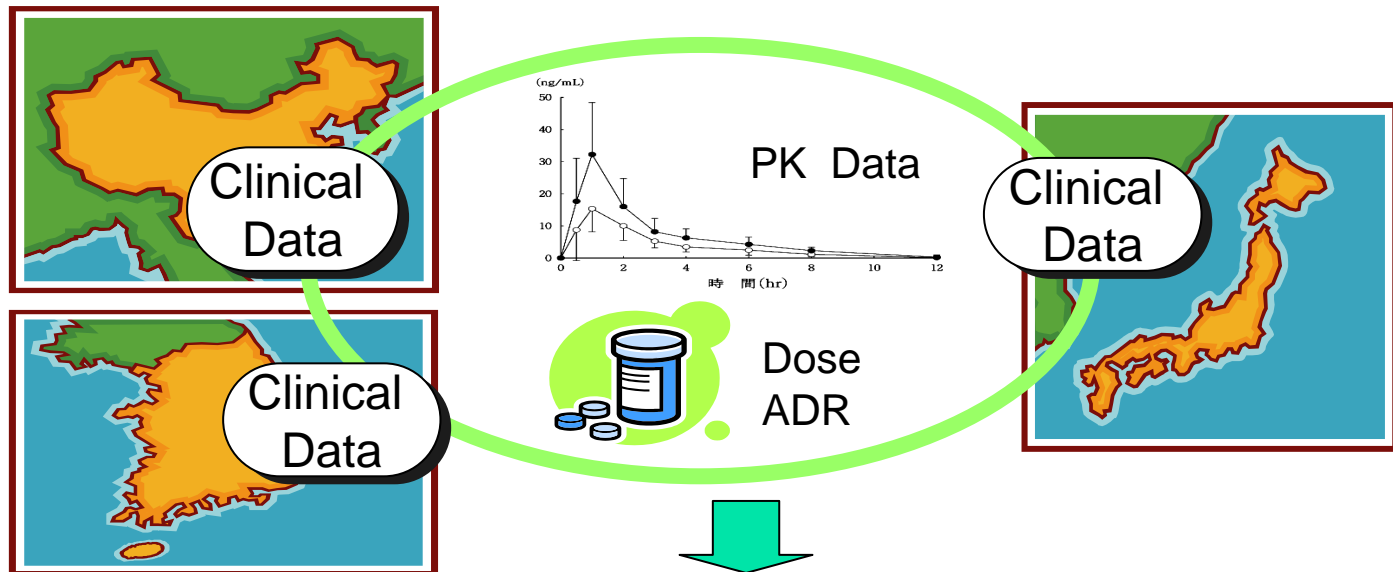 Clinical
Data
(ng/mL)
50
40
30
20
10
0
0 2 4 6 8 10 12
時 間(hr)
PK Data
Clinical
Data
Clinical
Data
Dose
ADR